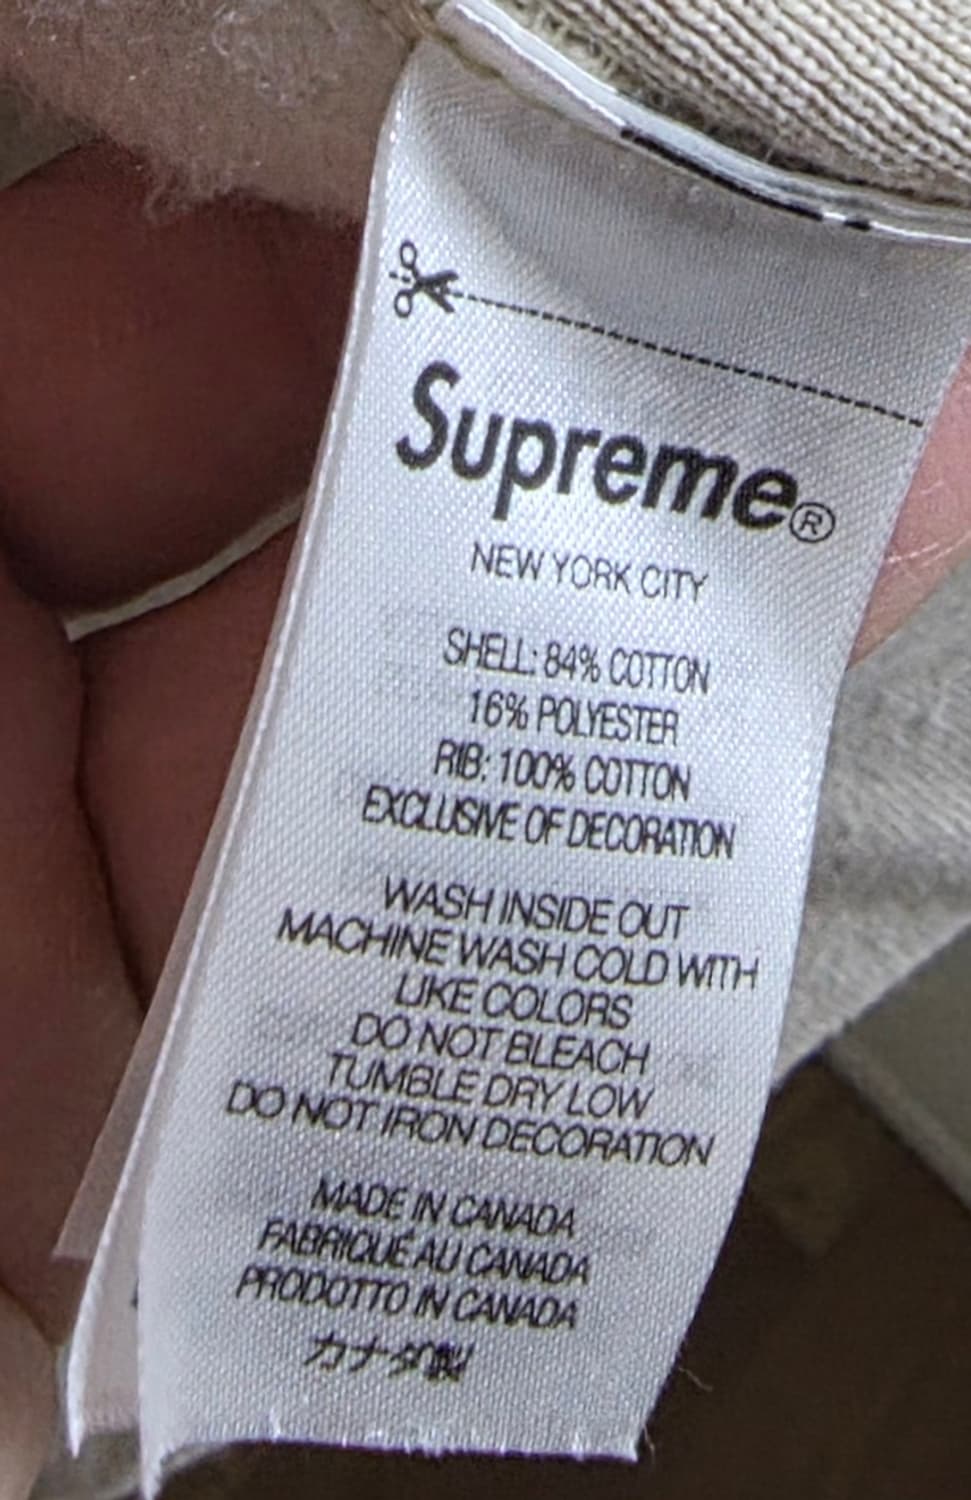 Supreme®
NEW YORK CITY
SHELL: 84% COTTON
16% POLYESTER
RIB: 100% COTTON
EXCLUSIVE OF DECORATION
WASH INSIDE OUT
MACHINE WASH COLD WITH
LIKE COLORS
DO NOT BLEACH
TUMBLE DRY LOW
DO NOT IRON DECORATION
MADE IN CANADA
FABRIQUÉ AU CANADA
PRODOTTO IN CANADA
カナダ製